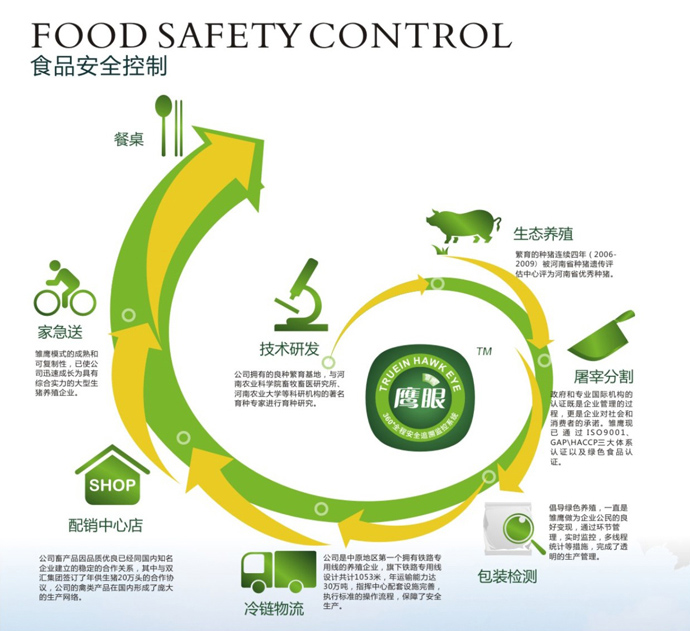 FOOD SAFETY CONTROL
食品安全控制
餐桌
生态养殖
繁育的种猪连续四年（2006-
2009）被河南省种猪遗传评
估中心评为河南省优秀种猪。
家急送
雏鹰模式的成熟和
可复制性，已使公
司迅速成长为具有
综合实力的大型生
猪养殖企业。
技术研发
公司拥有的良种繁育基地，与河
南农业科学院畜牧畜医研究所、
河南农业大学等科研机构的著名
育种专家进行育种研究。
TM
TRUEIN HAWK EYE
鹰眼
360°全程安全追溯监控系统
屠宰分割
政府和专业国际机构的
认证既是企业管理的过
程，更是企业对社会和
消费者的承诺。雏鹰现
已通过ISO9001、
GAP\HACCP三大体系
认证以及绿色食品认
证。
SHOP
配销中心店
公司畜产品因品质优良已经同国内知名
企业建立的稳定的合作关系，其中与双
汇集团签订了年供生猪20万头的合作协
议，公司的禽类产品在国内形成了庞大
的生产网络。
冷链物流
公司是中原地区第一个拥有铁路专
用线的养殖企业，旗下铁路专用线
设计共计1053米，年运输能力达
30万吨，指挥中心配套设施完善，
执行标准的操作流程，保障了安全
生产。
包装检测
倡导绿色养殖，一直是
雏鹰做为企业公民的良
好变现，通过环节管
理，实时监控，多线程
统计等措施，完成了透
明的生产管理。